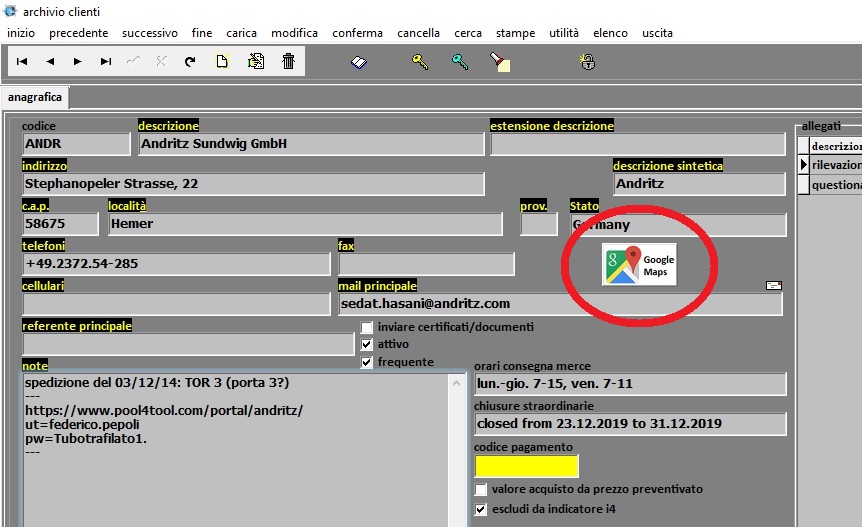 archivio clienti
inizio precedente successivo fine carica modifica conferma cancella cerca stampe utilità elenco uscita
anagrafica
codice descrizione estensione descrizione allegati
ANDR Andritz Sundwig GmbH descrizion
indirizzo descrizione sintetica rilevazion
Stephanopeler Strasse, 22 Andritz questiona
c.a.p. località prov. Stato
58675 Hemer Germany
telefoni fax
+49.2372.54-285
g Google
Maps
cellulari mail principale
sedat.hasani@andritz.com
referente principale inviare certificati/documenti
attivo
frequente
note orari consegna merce
spedizione del 03/12/14: TOR 3 (porta 3?) lun.-gio. 7-15, ven. 7-11
---
https://www.pool4tool.com/portal/andritz/ chiusure straordinarie
ut=federico.pepoli closed from 23.12.2019 to 31.12.2019
pw=Tubotrafilato1.
--- codice pagamento
valore acquisto da prezzo preventivato
escludi da indicatore i4